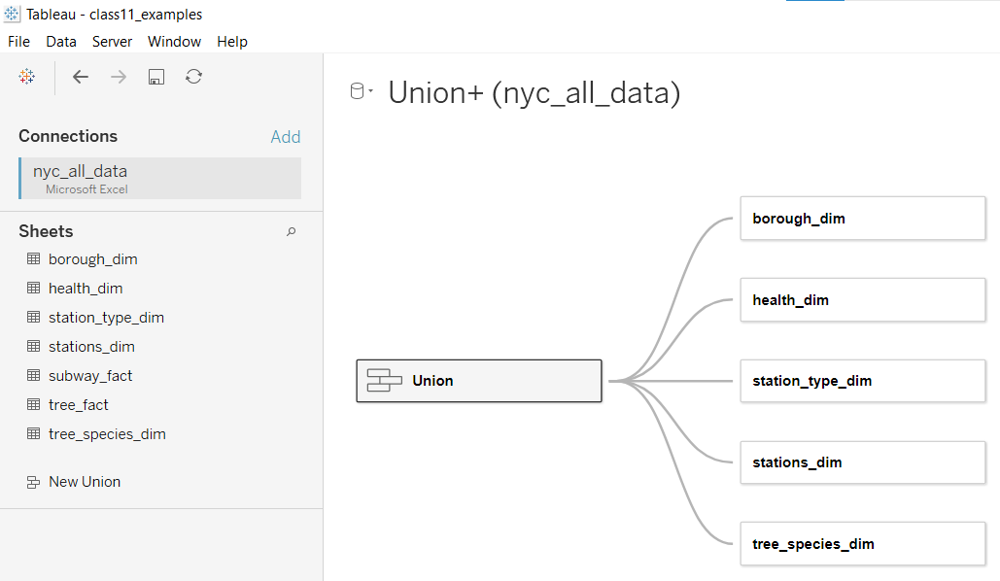 Tableau - class11_examples
File Data Server Window Help
Union+ (nyc_all_data)
Connections Add
nyc_all_data
Microsoft Excel
Sheets
borough_dim
health_dim
station_type_dim
stations_dim
subway_fact
tree_fact
tree_species_dim
New Union
Union
borough_dim
health_dim
station_type_dim
stations_dim
tree_species_dim